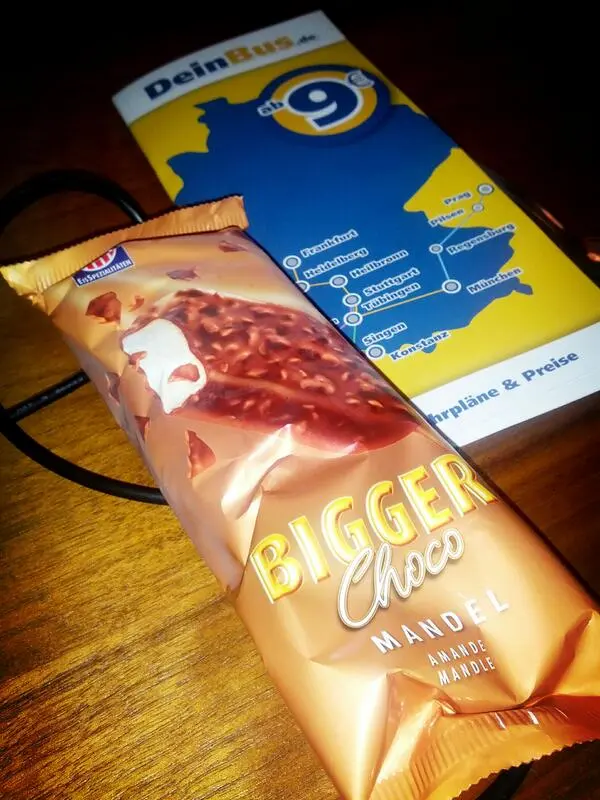 DeinBus.de
ab 9€
Prag
Pilsen
Regensburg
München
Frankfurt
Heidelberg
Heilbronn
Stuttgart
Tübingen
Singen
Konstanz
hrpläne & Preise
EISSPEZIALITÄTEN
BIGGER
Choco
MANDEL
AMANDE
MANDLE